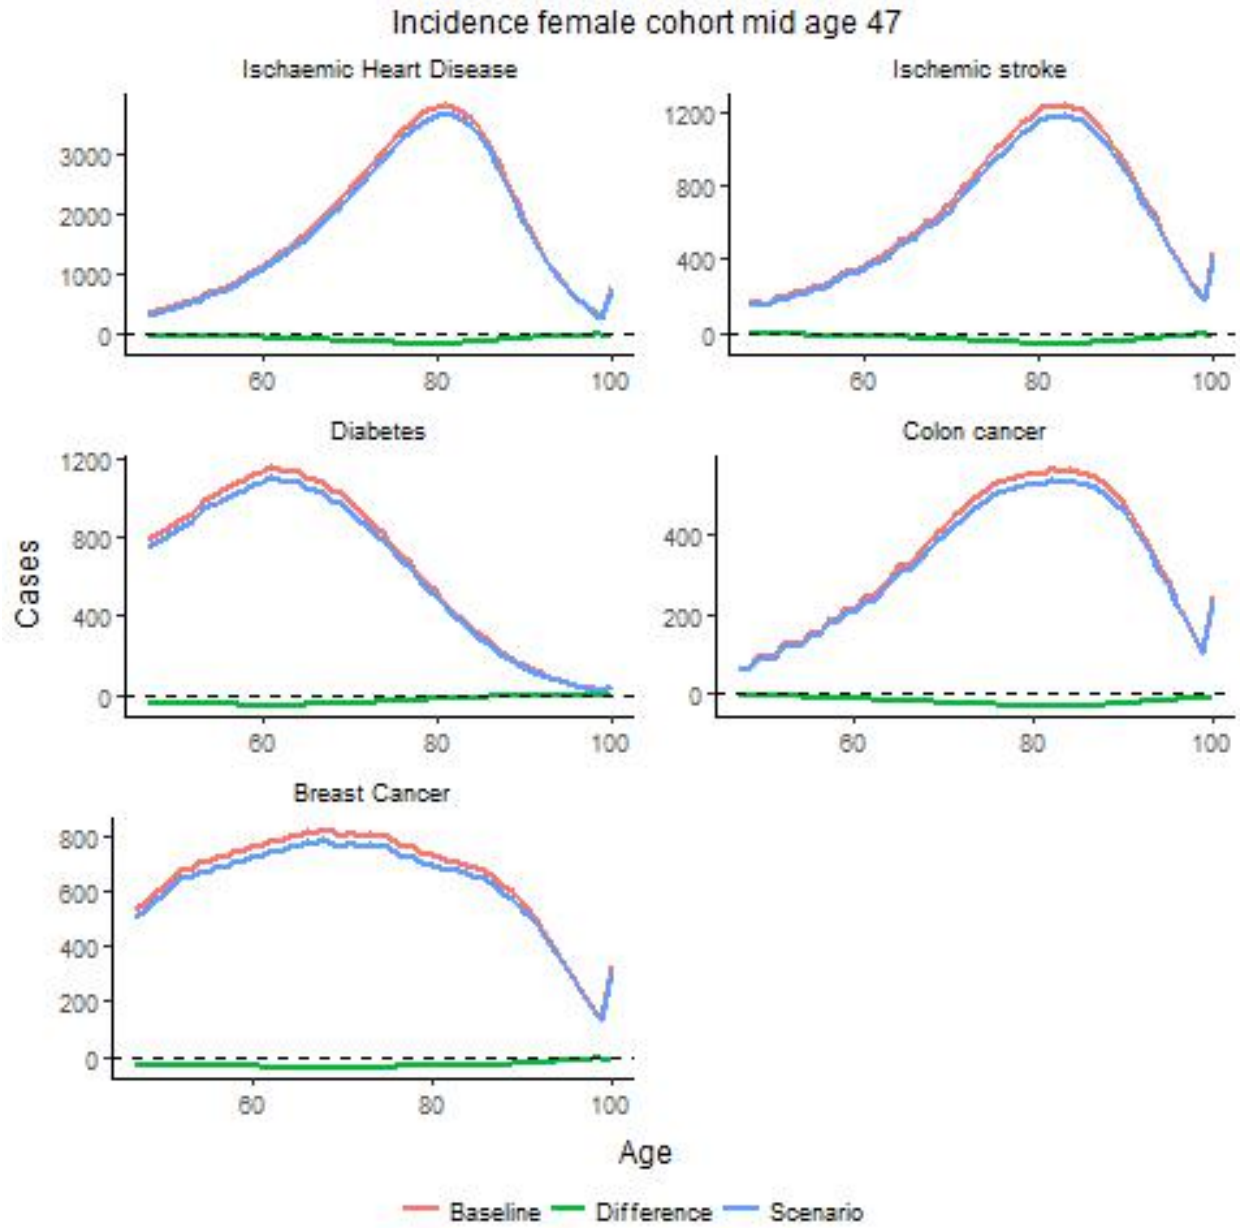 Incidence female cohort mid age 47
Ischaemic Heart Disease
3000
2000
1000
0
60 80 100
Ischemic stroke
1200
800
400
0
60 80 100
Diabetes
1200
800
400
0
60 80 100
Colon cancer
400
200
0
60 80 100
Breast Cancer
800
600
400
200
0
60 80 100
Cases
Age
Baseline Difference Scenario